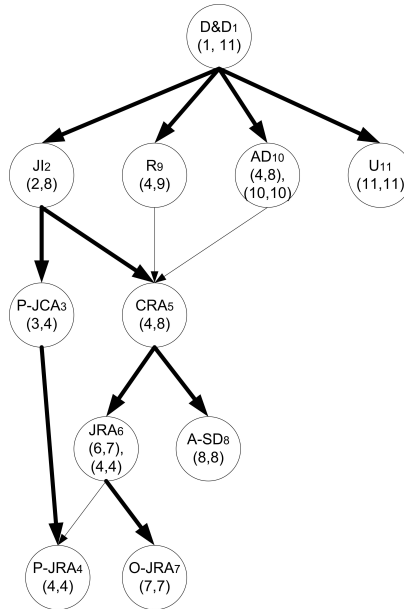 D&D1
(1, 11)
JI2
(2,8)
R9
(4,9)
AD10
(4,8),
(10,10)
U11
(11,11)
P-JCA3
(3,4)
CRA5
(4,8)
JRA6
(6,7),
(4,4)
A-SD8
(8,8)
P-JRA4
(4,4)
O-JRA7
(7,7)